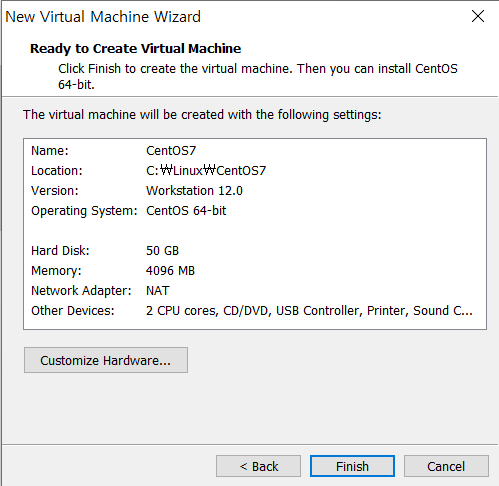 New Virtual Machine Wizard
Ready to Create Virtual Machine
Click Finish to create the virtual machine. Then you can install CentOS
64-bit.
The virtual machine will be created with the following settings:
Name: CentOS7
Location: C:₩Linux₩CentOS7
Version: Workstation 12.0
Operating System: CentOS 64-bit
Hard Disk: 50 GB
Memory: 4096 MB
Network Adapter: NAT
Other Devices: 2 CPU cores, CD/DVD, USB Controller, Printer, Sound C...
Customize Hardware...
< Back
Finish
Cancel